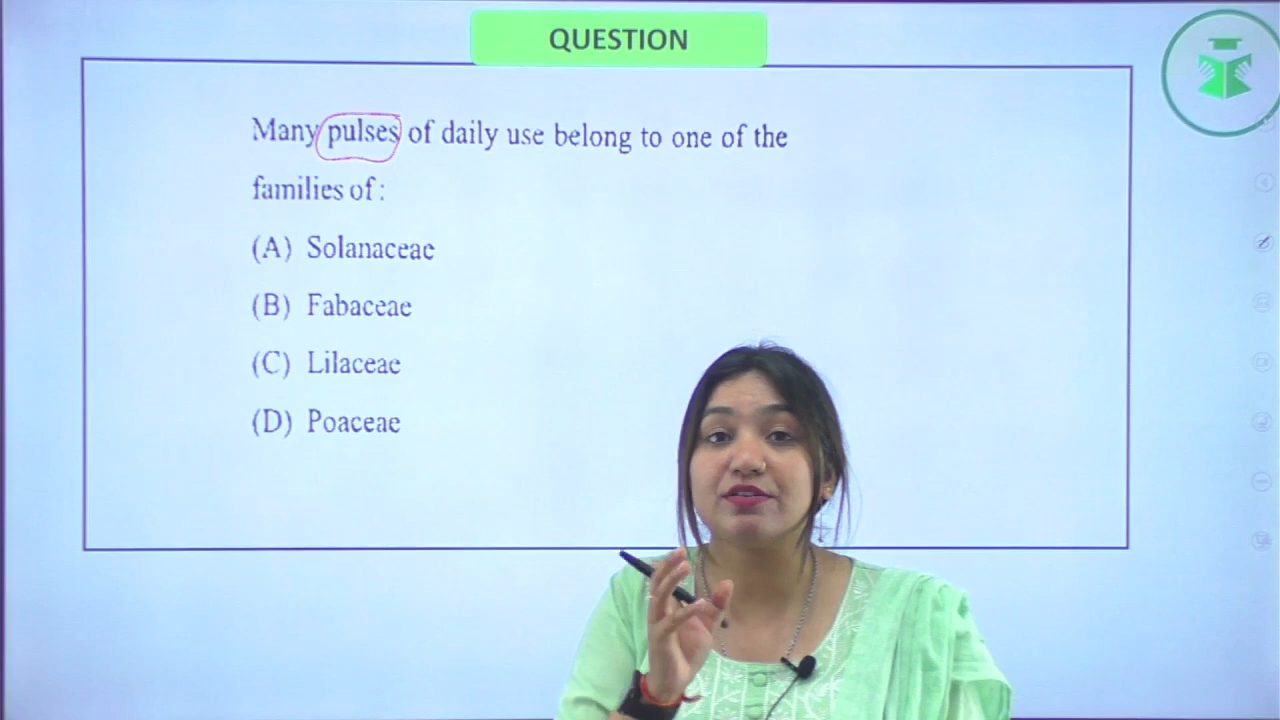 QUESTION
Many pulses of daily use belong to one of the
families of :
(A) Solanaceae
(B) Fabaceae
(C) Lilaceae
(D) Poaceae